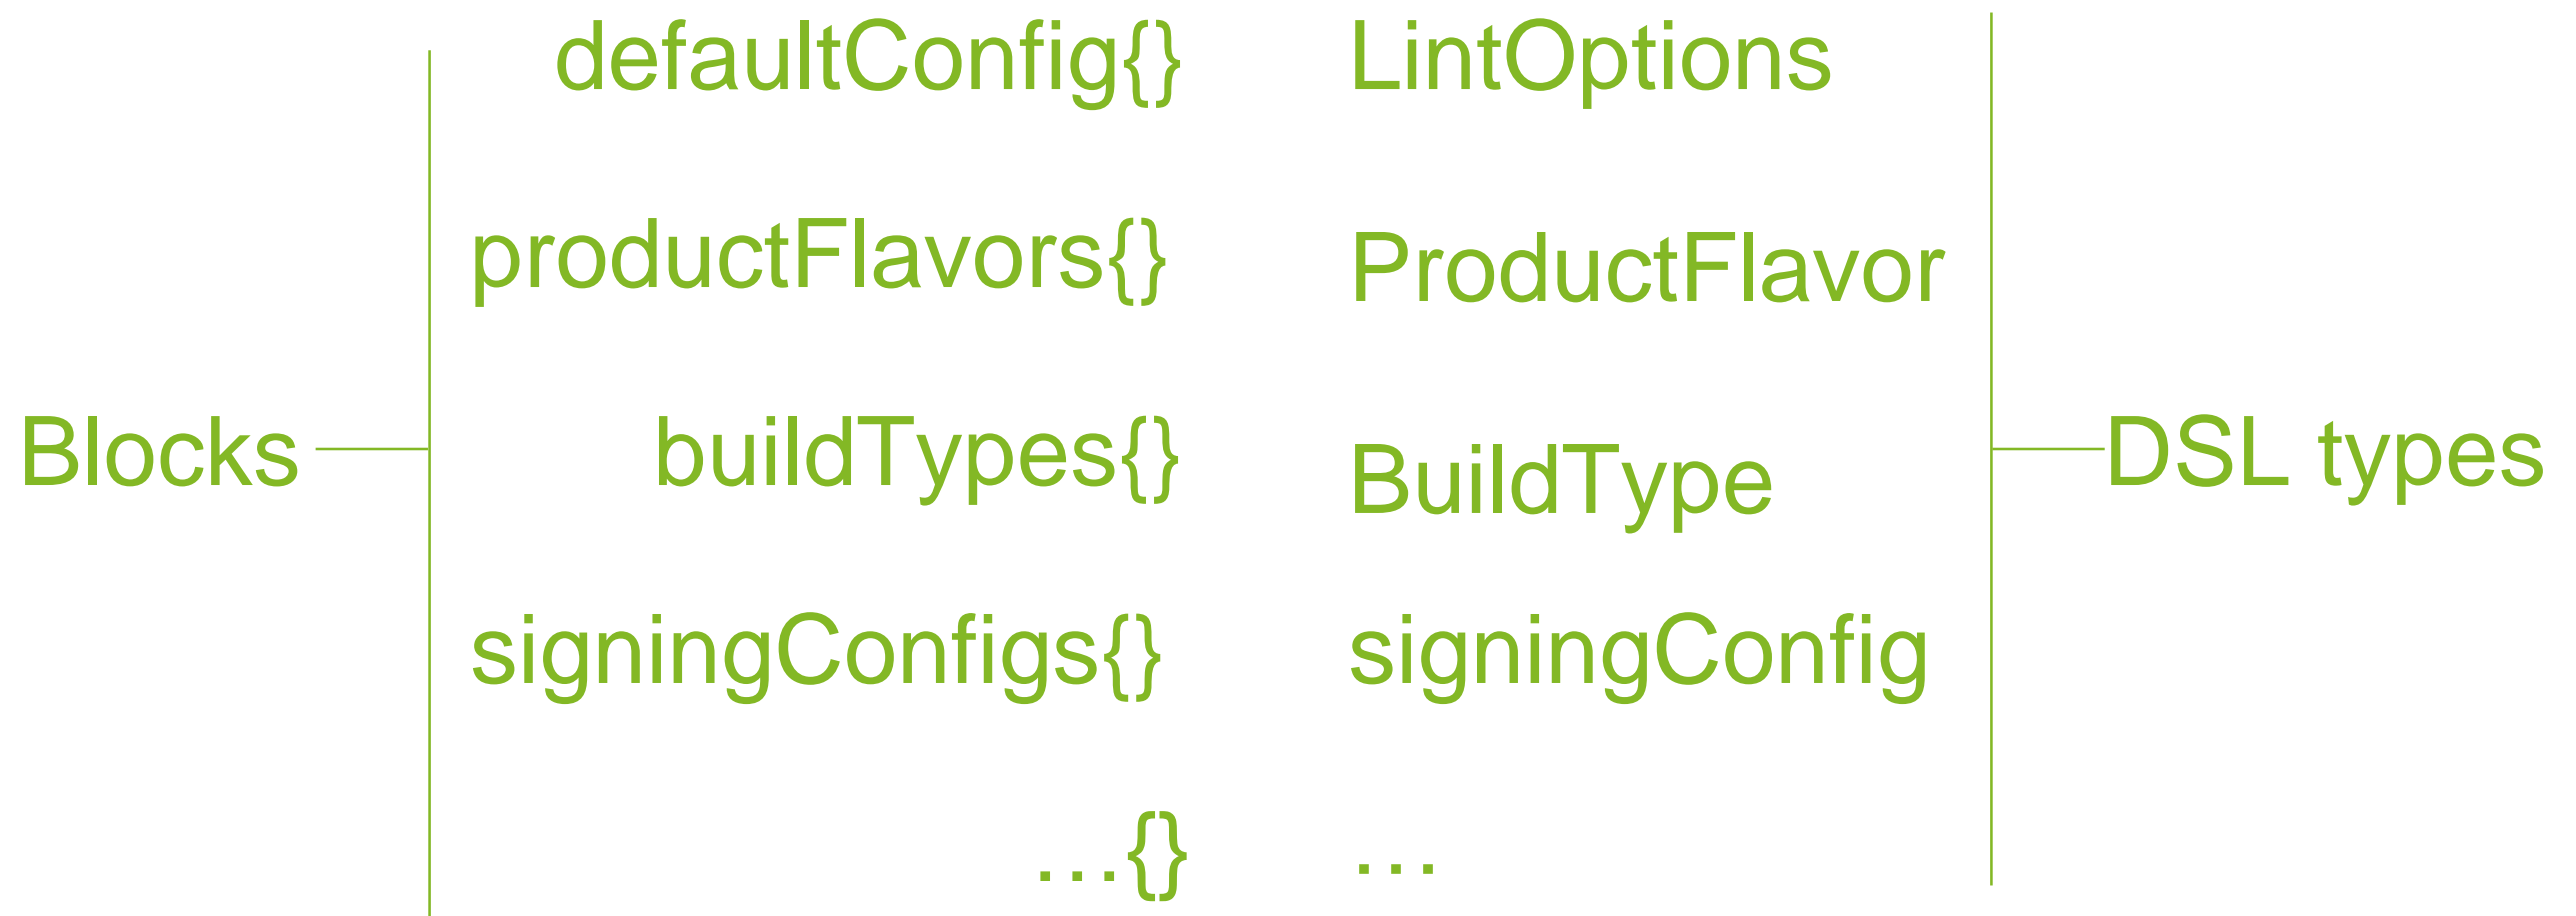 Blocks
defaultConfig{}
productFlavors{}
buildTypes{}
signingConfigs{}
…{}
LintOptions
ProductFlavor
BuildType
signingConfig
…
DSL types